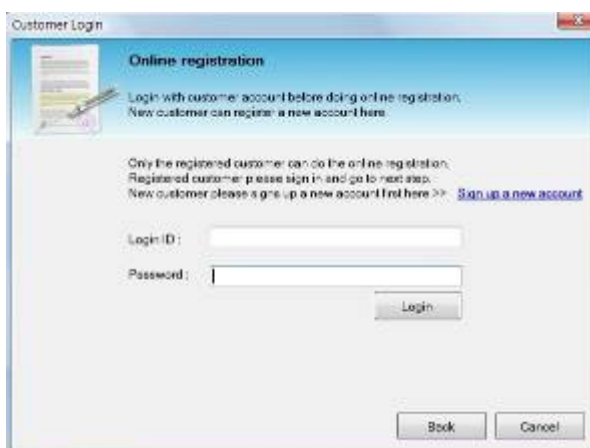 Customer Login
Online registration
Login with customer account before doing online registration.
New customer can register a new account here.
Only the registered customer can do the online registration.
Registered customer please sign in and go to next step.
New customer please signs up a new account first here >> Sign up a new account
Login ID :
Password :
Login
Back
Cancel